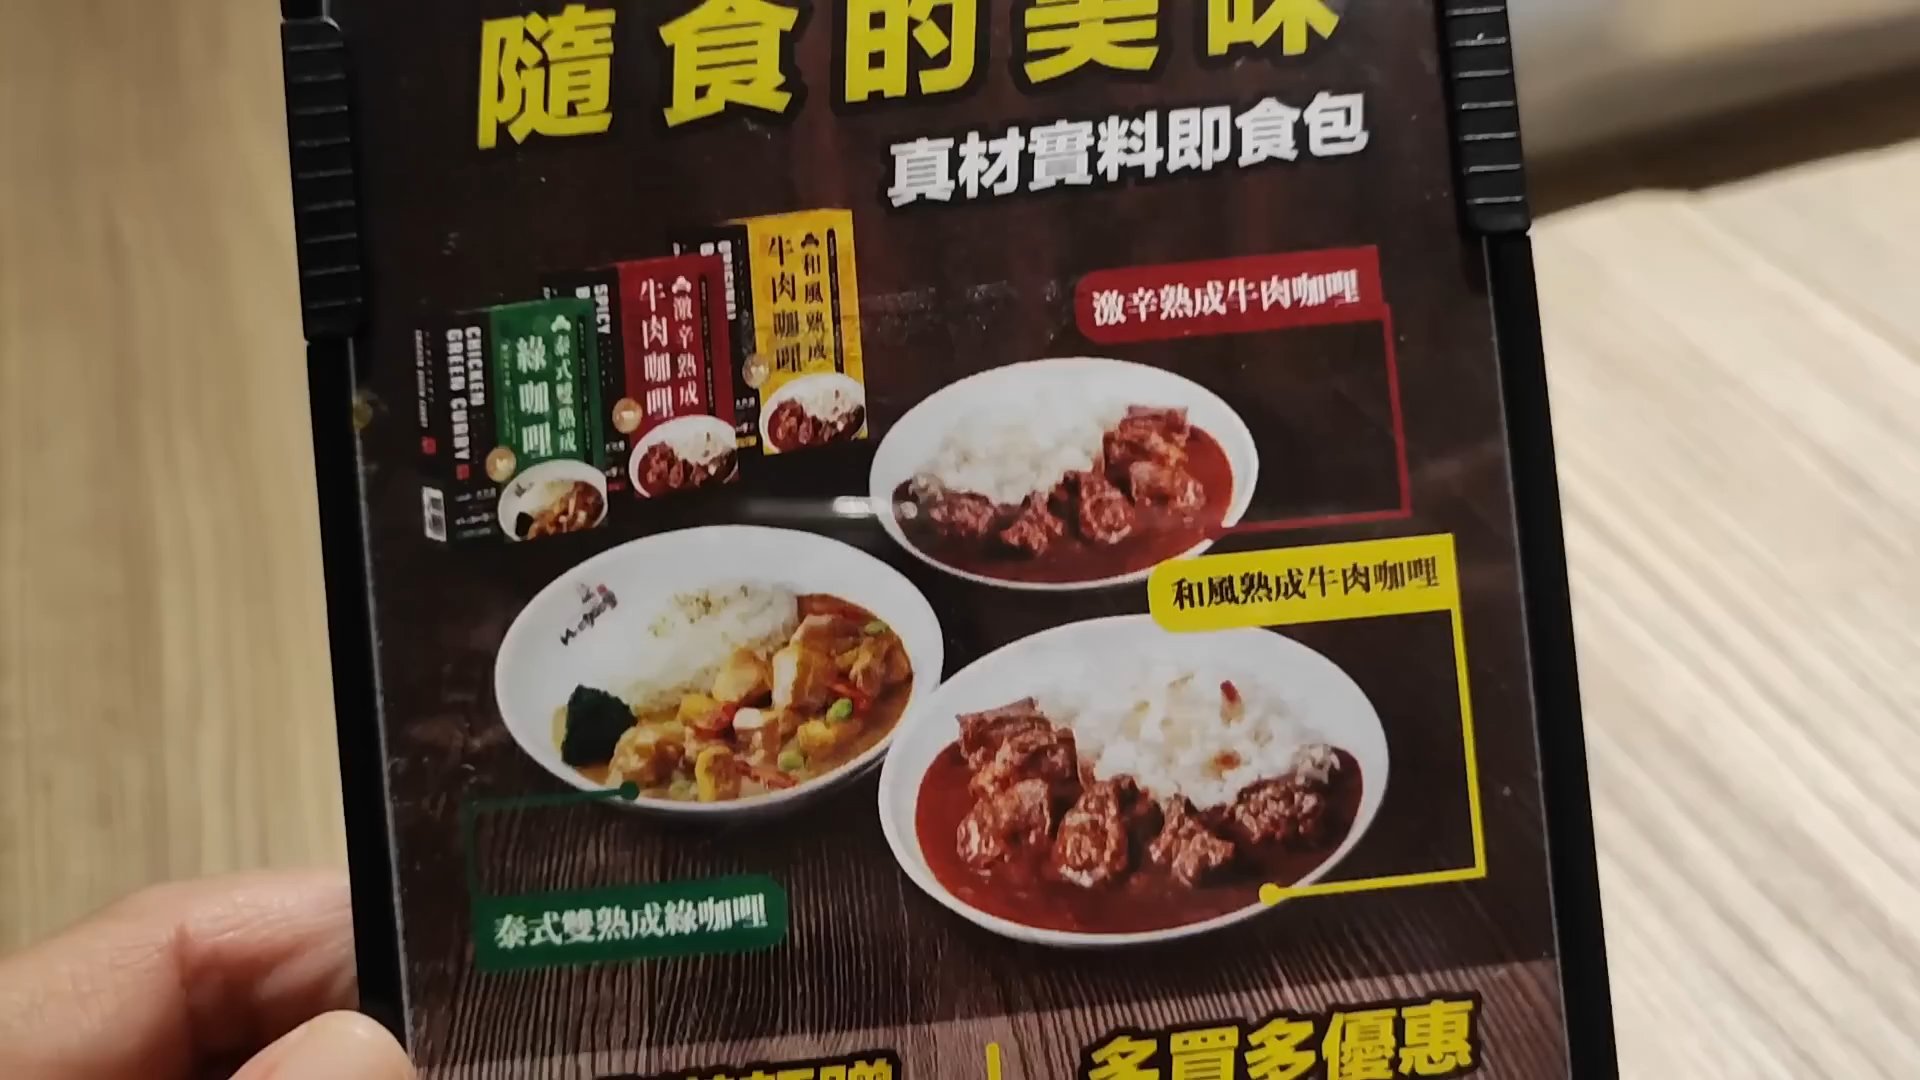 隨食的美味
真材實料即食包
和風熟成
牛肉咖哩
激辛熟成
牛肉咖哩
SPICY
泰式雙熟成
綠咖哩
CHICKEN
GREEN CURRY
激辛熟成牛肉咖哩
和風熟成牛肉咖哩
泰式雙熟成綠咖哩
多買多優惠